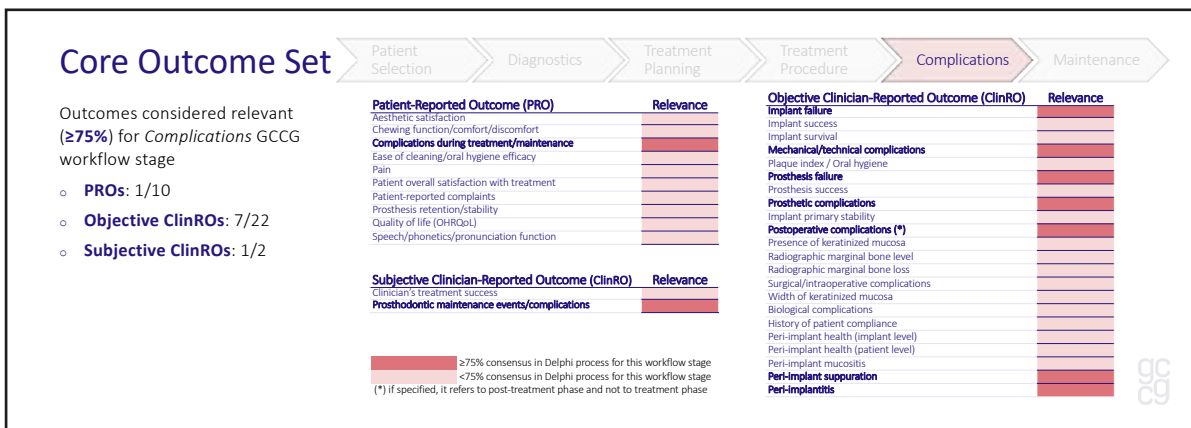 Core Outcome Set
Patient
Selection
Diagnostics
Treatment
Planning
Treatment
Procedure
Complications
Maintenance
Outcomes considered relevant
(≥75%) for Complications GCCG
workflow stage
o PROs: 1/10
o Objective ClinROs: 7/22
o Subjective ClinROs: 1/2
Patient-Reported Outcome (PRO) Relevance
Aesthetic satisfaction
Chewing function/comfort/discomfort
Complications during treatment/maintenance
Ease of cleaning/oral hygiene efficacy
Pain
Patient overall satisfaction with treatment
Patient-reported complaints
Prosthesis retention/stability
Quality of life (OHRQoL)
Speech/phonetics/pronunciation function
Subjective Clinician-Reported Outcome (ClinRO) Relevance
Clinician's treatment success
Prosthodontic maintenance events/complications
≥75% consensus in Delphi process for this workflow stage
<75% consensus in Delphi process for this workflow stage
(*) if specified, it refers to post-treatment phase and not to treatment phase
Objective Clinician-Reported Outcome (ClinRO) Relevance
Implant failure
Implant success
Implant survival
Mechanical/technical complications
Plaque index / Oral hygiene
Prosthesis failure
Prosthesis success
Prosthetic complications
Implant primary stability
Postoperative complications (*)
Presence of keratinized mucosa
Radiographic marginal bone level
Radiographic marginal bone loss
Surgical/intraoperative complications
Width of keratinized mucosa
Biological complications
History of patient compliance
Peri-implant health (implant level)
Peri-implant health (patient level)
Peri-implant mucositis
Peri-implant suppuration
Peri-implantitis
gc
cg